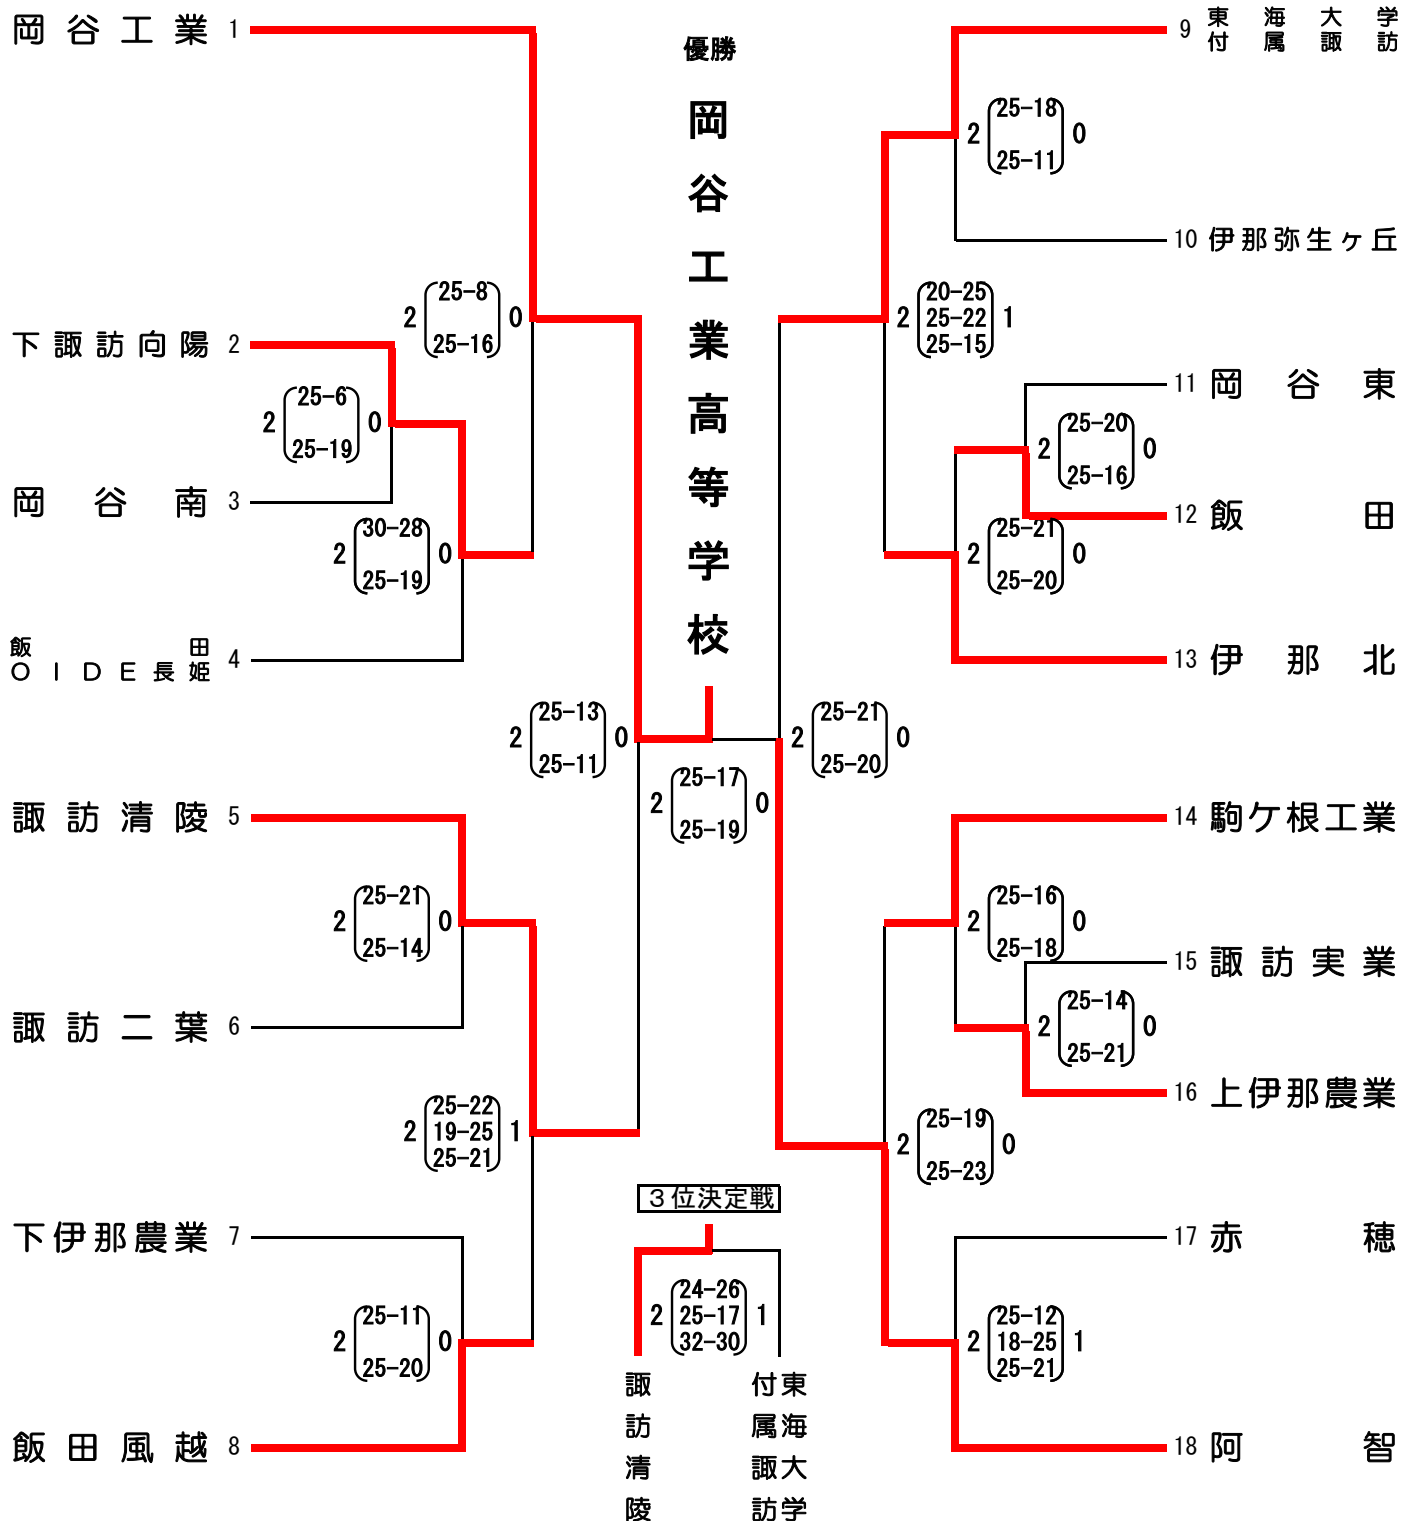 優勝
岡谷工業高等学校
岡谷工業 1
下諏訪向陽 2
岡谷南 3
飯田
OIDE長姫 4
諏訪清陵 5
諏訪二葉 6
下伊那農業 7
飯田風越 8
2 25-8 0
25-16
2 25-6 0
25-19
2 30-28 0
25-19
2 25-13 0
25-11
2 25-21 0
25-14
2 25-22 1
19-25
25-21
2 25-11 0
25-20
2 25-17 0
25-19
9 東海大学
付属諏訪
10 伊那弥生ヶ丘
11 岡谷東
12 飯田
13 伊那北
14 駒ケ根工業
15 諏訪実業
16 上伊那農業
17 赤穂
18 阿智
2 25-18 0
25-11
2 20-25 1
25-22
25-15
2 25-20 0
25-16
2 25-21 0
25-20
2 25-21 0
25-20
2 25-16 0
25-18
2 25-14 0
25-21
2 25-19 0
25-23
2 25-12 1
18-25
25-21
3位決定戦
2 24-26 1
25-17
32-30
諏訪清陵
東海大学
付属諏訪